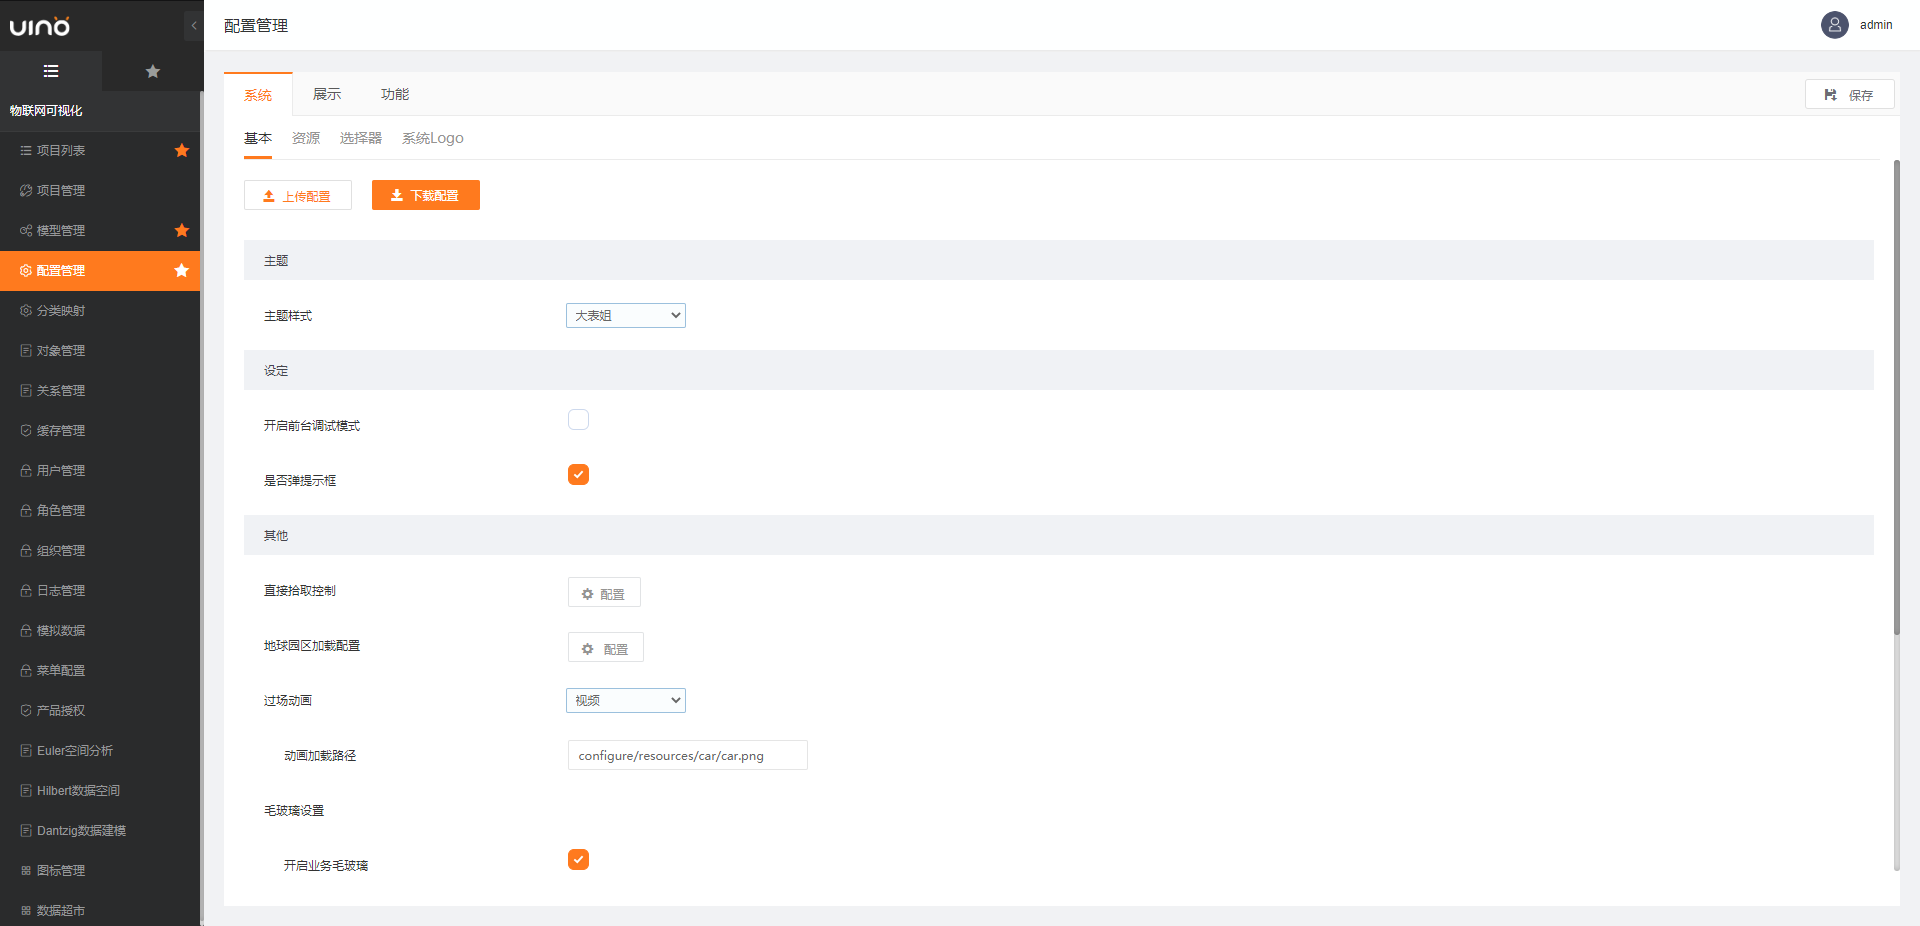 uino
配置管理
admin
物联网可视化
项目列表
项目管理
模型管理
配置管理
分类映射
对象管理
关系管理
缓存管理
用户管理
角色管理
组织管理
日志管理
模拟数据
菜单配置
产品授权
Euler空间分析
Hilbert数据空间
Dantzig数据建模
图标管理
数据超市
系统 展示 功能
保存
基本 资源 选择器 系统Logo
上传配置 下载配置
主题
主题样式 大表姐
设定
开启前台调试模式
是否弹提示框
其他
直接拾取控制 配置
地球园区加载配置 配置
过场动画 视频
动画加载路径 configure/resources/car/car.png
毛玻璃设置
开启业务毛玻璃